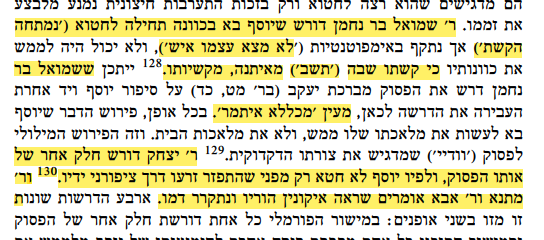 הם מדגישים שהוא רצה לחטוא ורק בזכות התערבות חיצונית נמנע מלבצע
את זממו. ר׳ שמואל בר נחמן דורש שיוסף בא בכוונה תחילה לחטוא (׳נמתחה
הקשת׳) אך נתקף באימפוטנטיות (׳לא מצא עצמו איש׳), ולא יכול היה לממש
את כוונותיו כי קשתו שבה (׳תשב׳) מאיתנה, מקשיותו.128 ייתכן ששמואל בר
נחמן דרש את הפסוק מברכת יעקב (בר׳ מט, כד) על סיפור יוסף ויד אחרת
העבירה את הדרשה לכאן, מעין ׳מכללא איתמר׳. בכל אופן, פירוש הדבר שיוסף
בא לעשות את מלאכתו שלו ממש, ולא את מלאכות הבית. וזה הפירוש המילולי
לפסוק (׳וודיי׳) שמדגיש את צורתו הדקדוקית.129 ר׳ יצחק דורש חלק אחר של
אותו הפסוק, ולפיו יוסף לא חטא רק מפני שהתפזר זרעו דרך ציפורני ידיו.130 ור׳
מתנא ור׳ אבא אומרים שראה איקונין הוריו ונתקרר דמו. ארבע הדרשות שונות
זו מזו בשני אופנים: במישור הפורמלי כל אחת דורשת חלק אחר של הפסוק